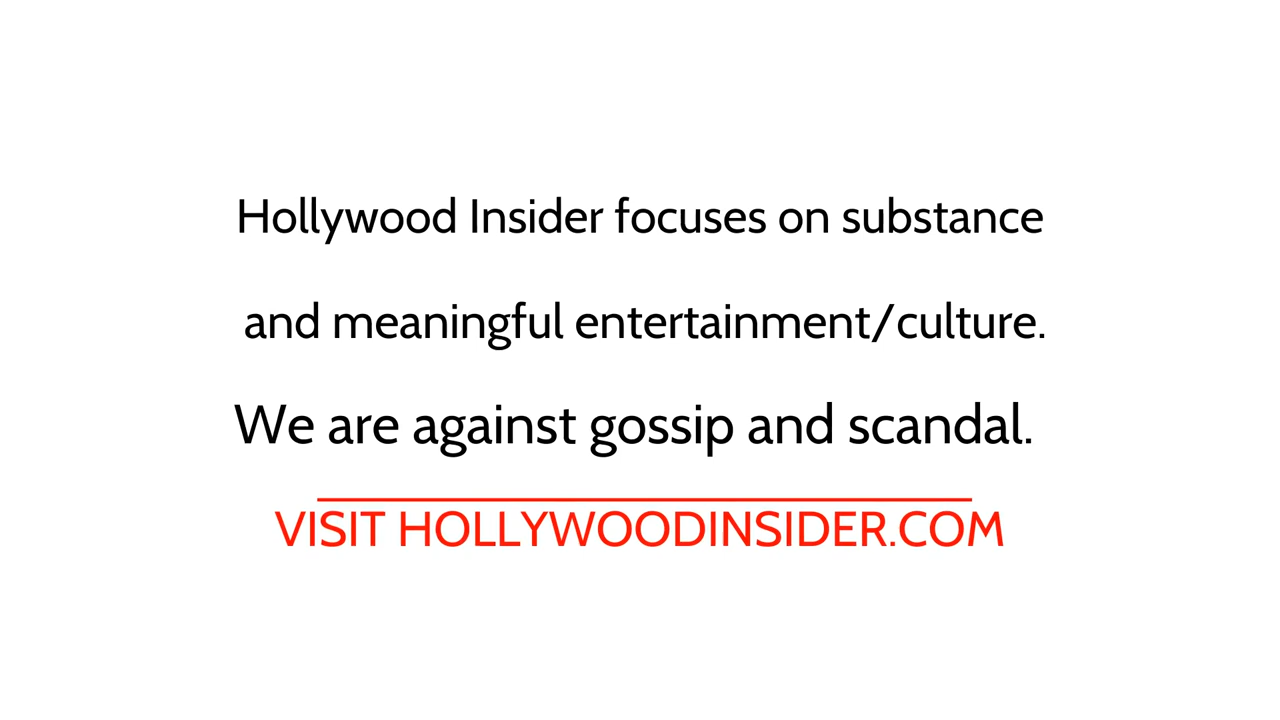 Hollywood Insider focuses on substance
and meaningful entertainment/culture.
We are against gossip and scandal.
VISIT HOLLYWOODINSIDER.COM